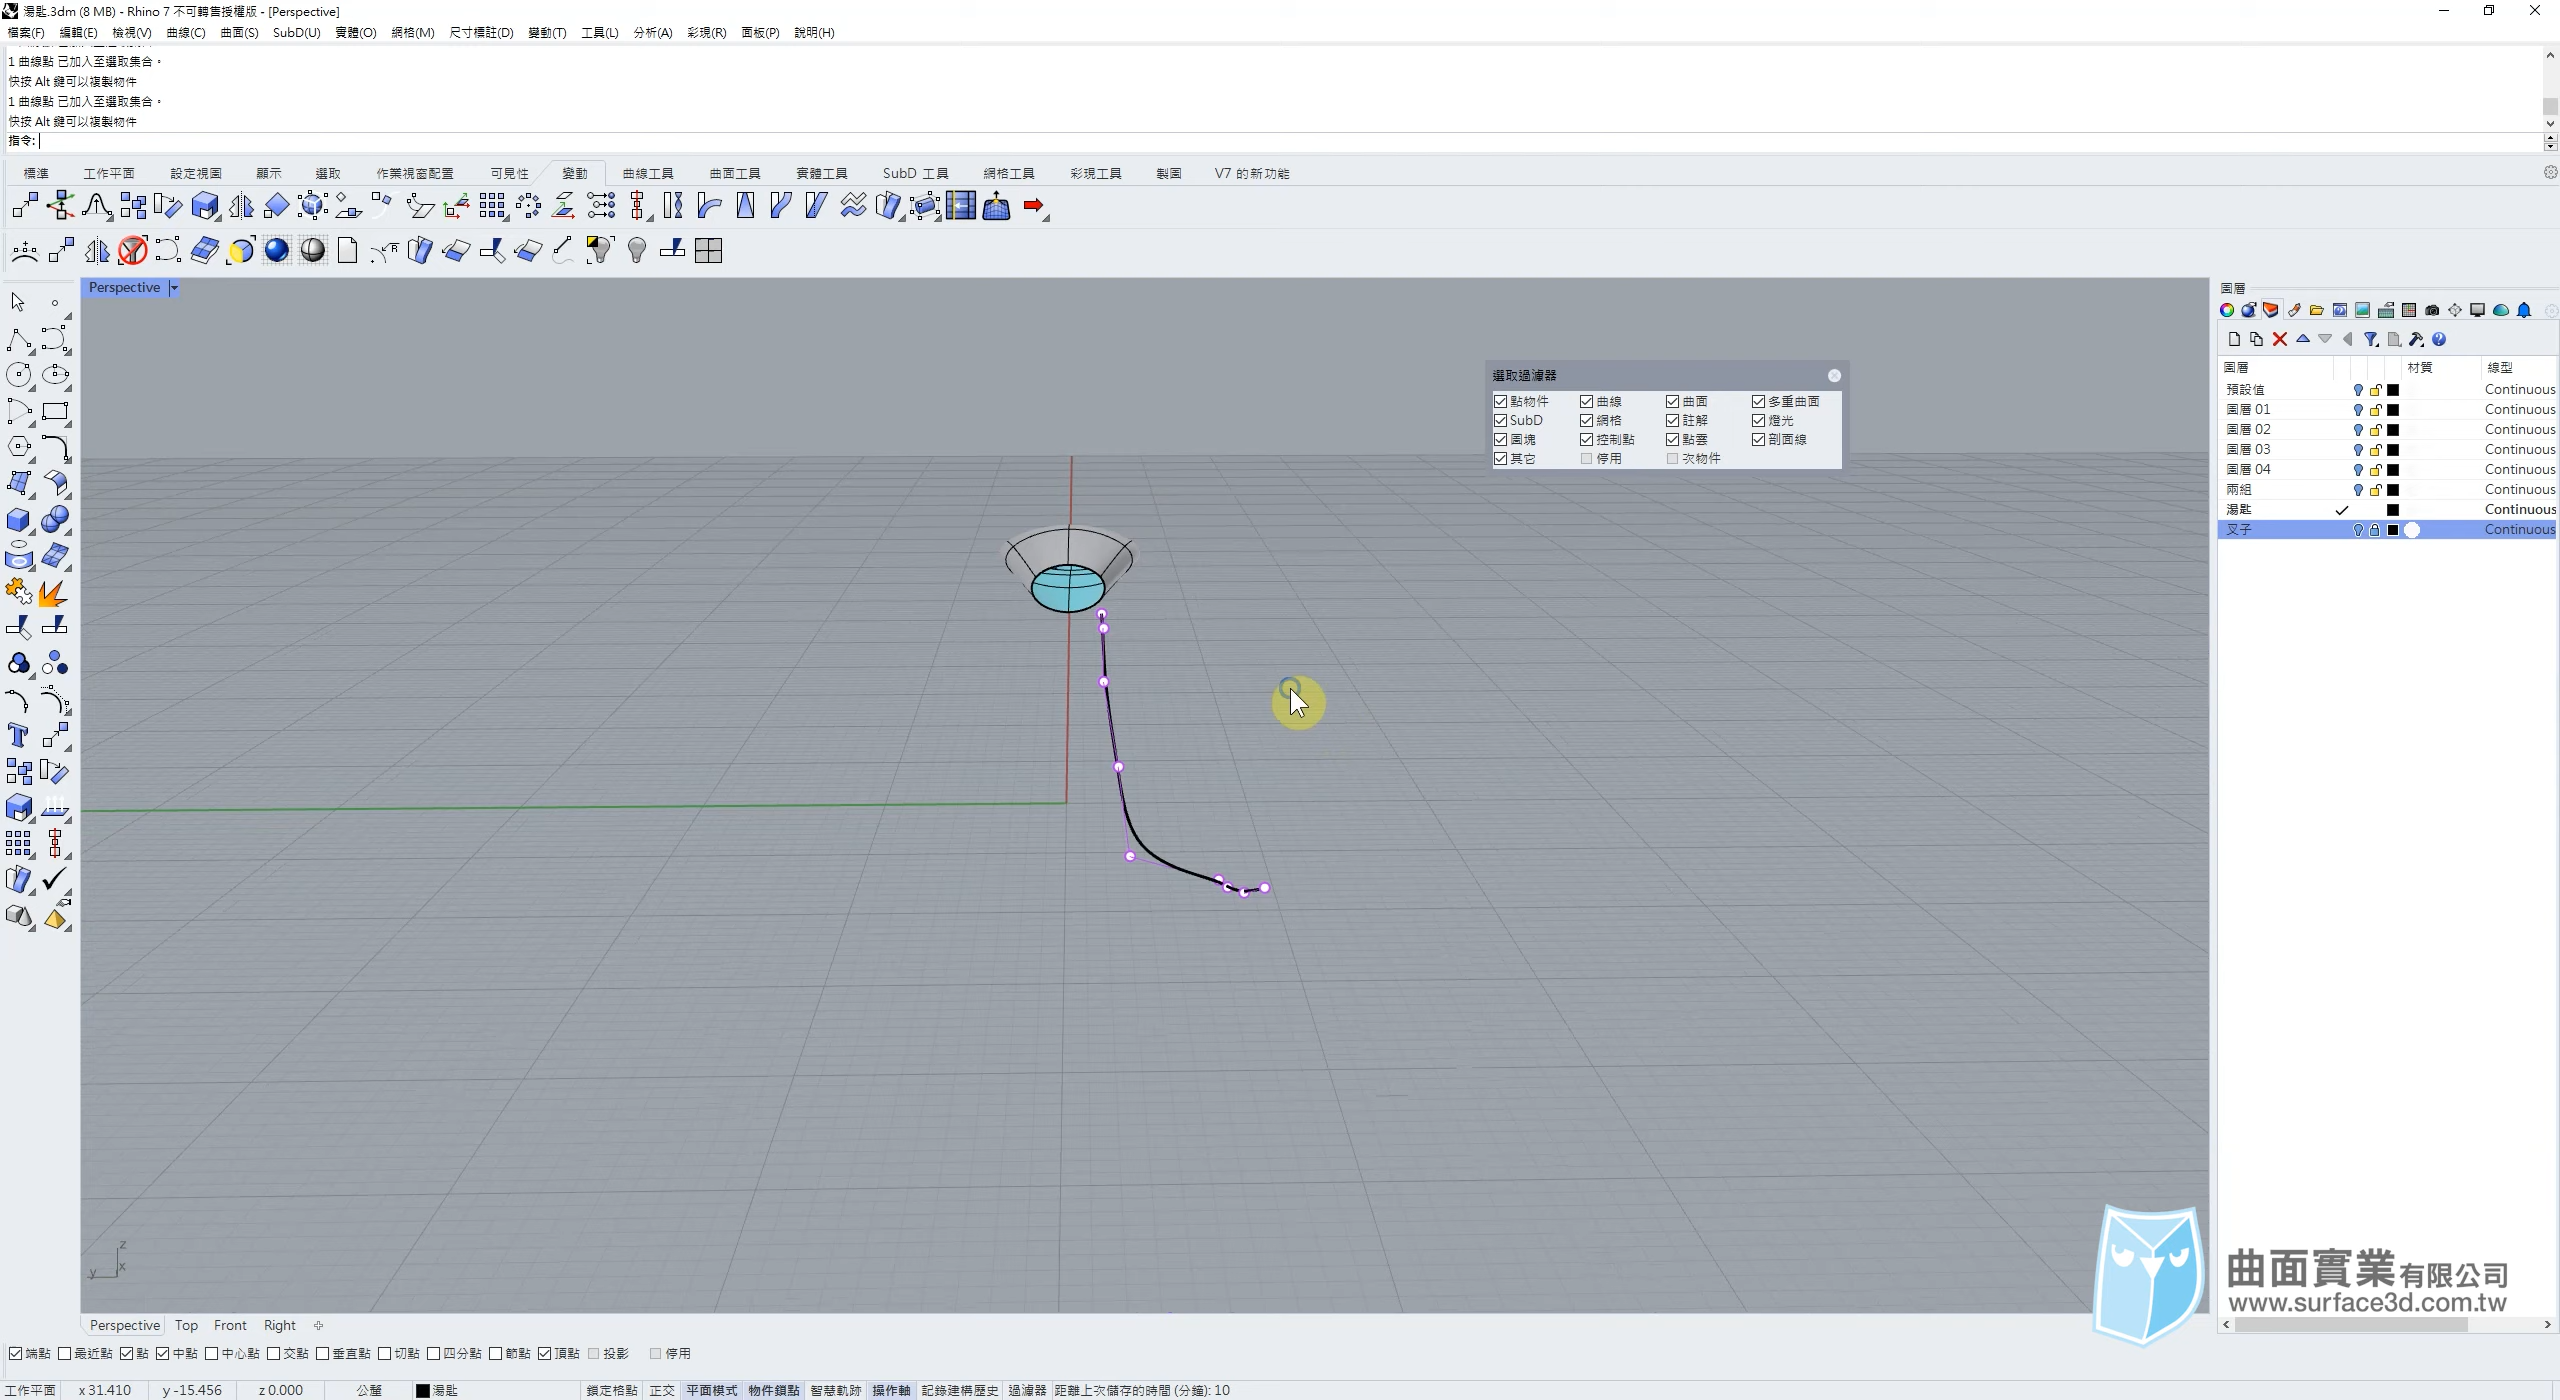 湯匙.3dm (8 MB) - Rhino 7 不可轉售授權版 - [Perspective]
檔案(F) 編輯(E) 檢視(V) 曲線(C) 曲面(S) SubD(U) 實體(O) 網格(M) 尺寸標註(D) 變動(T) 工具(L) 分析(A) 彩現(R) 面板(P) 說明(H)
1 曲線點 已加入至選取集合。
快按 Alt 鍵可以複製物件
1 曲線點 已加入至選取集合。
快按 Alt 鍵可以複製物件
指令:
標準 工作平面 設定視圖 顯示 選取 作業視窗配置 可見性 變動 曲線工具 曲面工具 實體工具 SubD 工具 網格工具 彩現工具 製圖 V7 的新功能
Perspective
圖層
選取過濾器
點物件 曲線 曲面 多重曲面
SubD 網格 註解 燈光
圖塊 控制點 點雲 剖面線
其它 停用 次物件
圖層 材質 線型
預設值 Continuous
圖層 01 Continuous
圖層 02 Continuous
圖層 03 Continuous
圖層 04 Continuous
兩組 Continuous
湯匙 Continuous
叉子 Continuous
z
y x
曲面實業有限公司
www.surface3d.com.tw
Perspective Top Front Right
端點 最近點 點 中點 中心點 交點 垂直點 切點 四分點 節點 頂點 投影 停用
工作平面 x 31.410 y -15.456 z 0.000 公釐 湯匙 鎖定格點 正交 平面模式 物件鎖點 智慧軌跡 操作軸 記錄建構歷史 過濾器 距離上次儲存的時間 (分鐘): 10